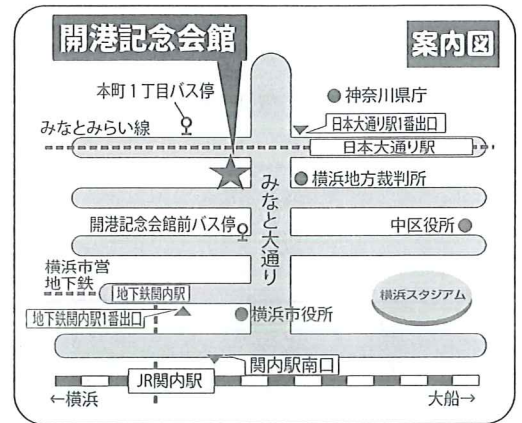 開港記念会館
案内図
本町1丁目バス停
神奈川県庁
みなとみらい線
日本大通り駅1番出口
日本大通り駅
みなと大通り
横浜地方裁判所
開港記念会館前バス停
中区役所
横浜市営
地下鉄
地下鉄関内駅
横浜スタジアム
地下鉄関内駅1番出口
横浜市役所
関内駅南口
JR関内駅
←横浜
大船→